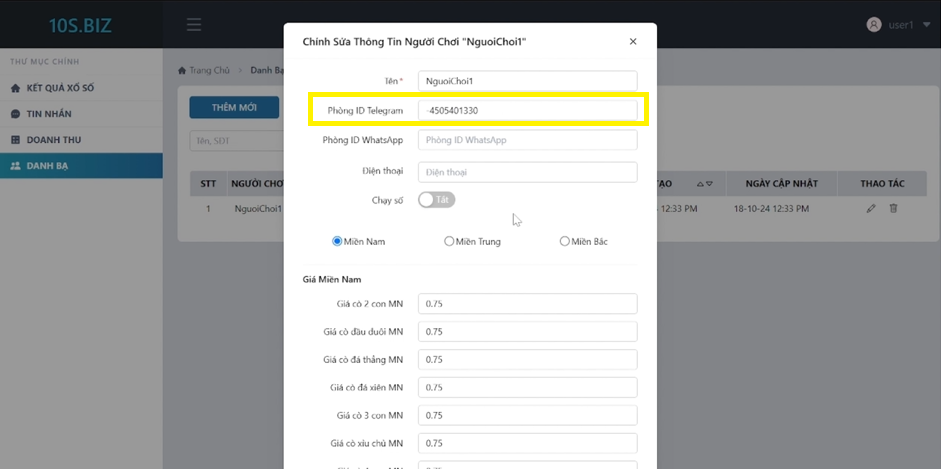 10S.BIZ
user1
THƯ MỤC CHÍNH
KẾT QUẢ XỔ SỐ
TIN NHẮN
DOANH THU
DANH BẠ
Trang Chủ > Danh Bạ
THÊM MỚI
Tên, SDT
STT NGƯỜI CHƠI TẠO NGÀY CẬP NHẬT THAO TÁC
1 NguoiChoi1 12:33 PM 18-10-24 12:33 PM
Chỉnh Sửa Thông Tin Người Chơi "NguoiChoi1" ×
Tên * NguoiChoi1
Phòng ID Telegram -4505401330
Phòng ID WhatsApp Phòng ID WhatsApp
Điện thoại Điện thoại
Chạy số Tắt
Miền Nam Miền Trung Miền Bắc
Giá Miền Nam
Giá cò 2 con MN 0.75
Giá cò đầu đuôi MN 0.75
Giá cò đá thẳng MN 0.75
Giá cò đá xiên MN 0.75
Giá cò 3 con MN 0.75
Giá cò xỉu chủ MN 0.75